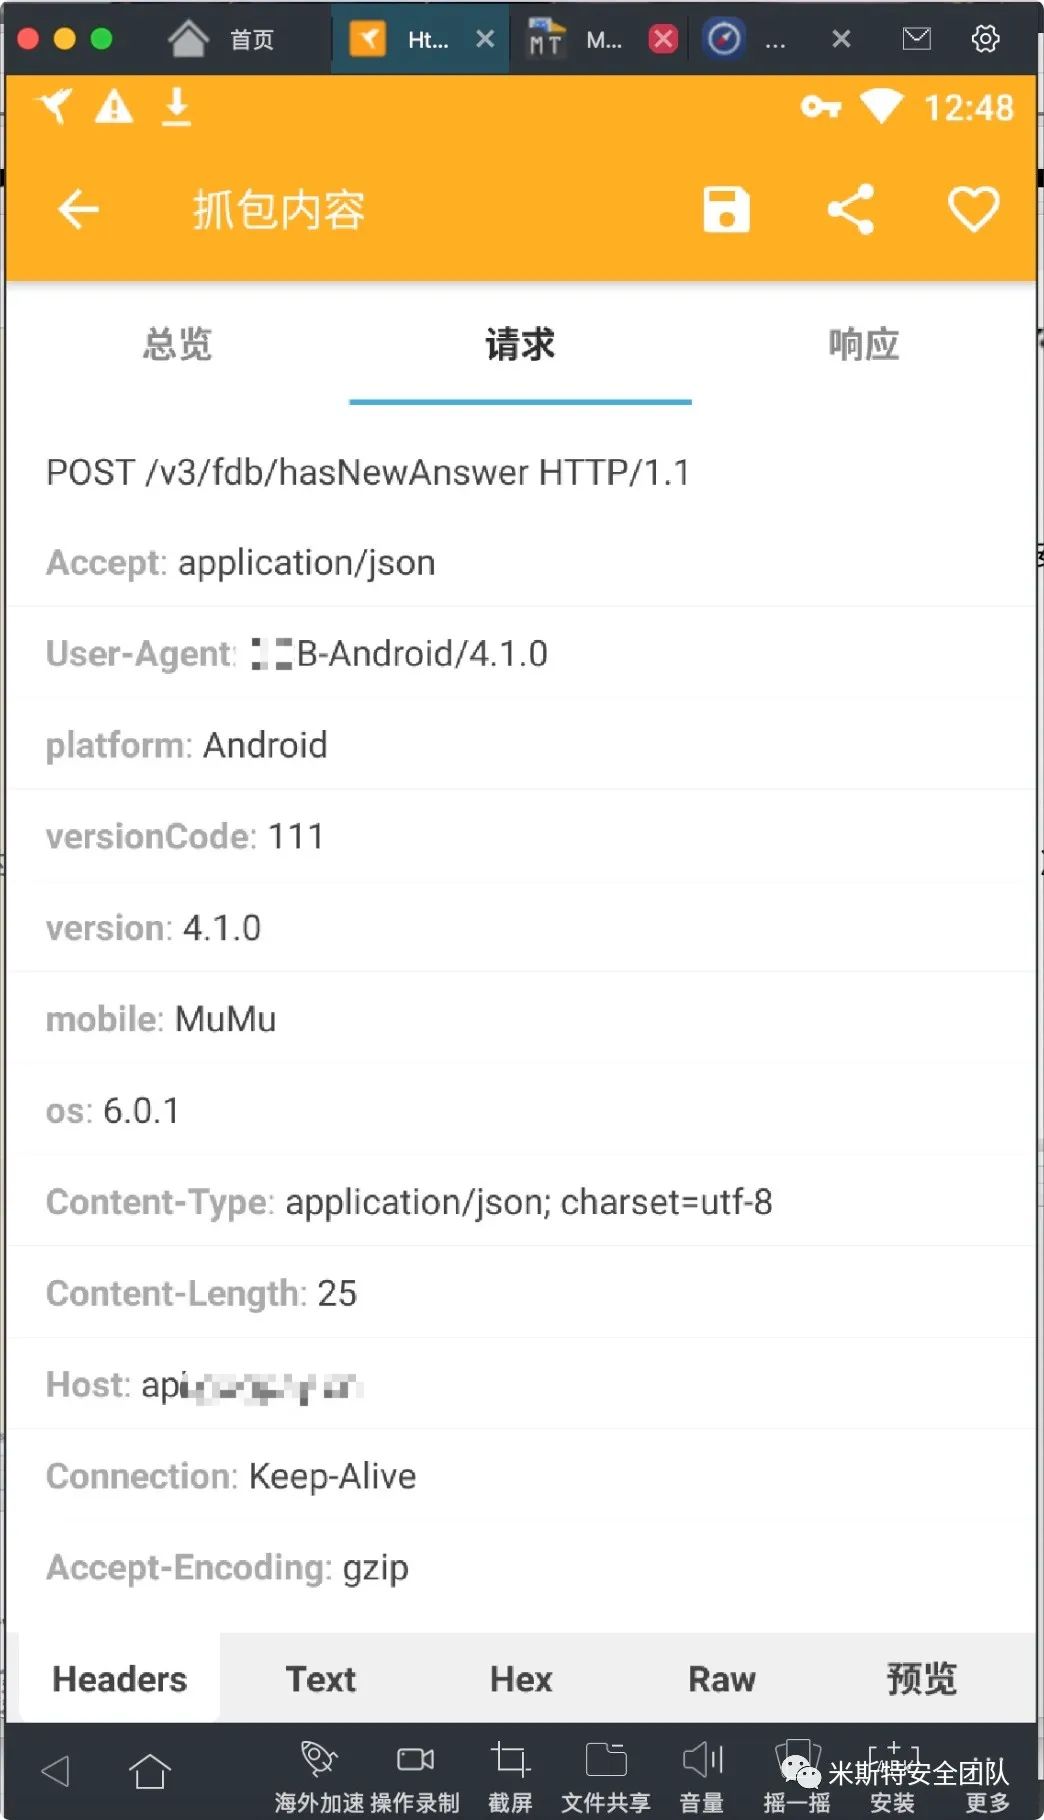 首页 Ht... M... ...
12:48
抓包内容
总览 请求 响应
POST /v3/fdb/hasNewAnswer HTTP/1.1
Accept: application/json
User-Agent: B-Android/4.1.0
platform: Android
versionCode: 111
version: 4.1.0
mobile: MuMu
os: 6.0.1
Content-Type: application/json; charset=utf-8
Content-Length: 25
Host: api
Connection: Keep-Alive
Accept-Encoding: gzip
Headers Text Hex Raw 预览
米斯特安全团队
海外加速 操作录制 截屏 文件共享 音量 摇一摇 安装 更多